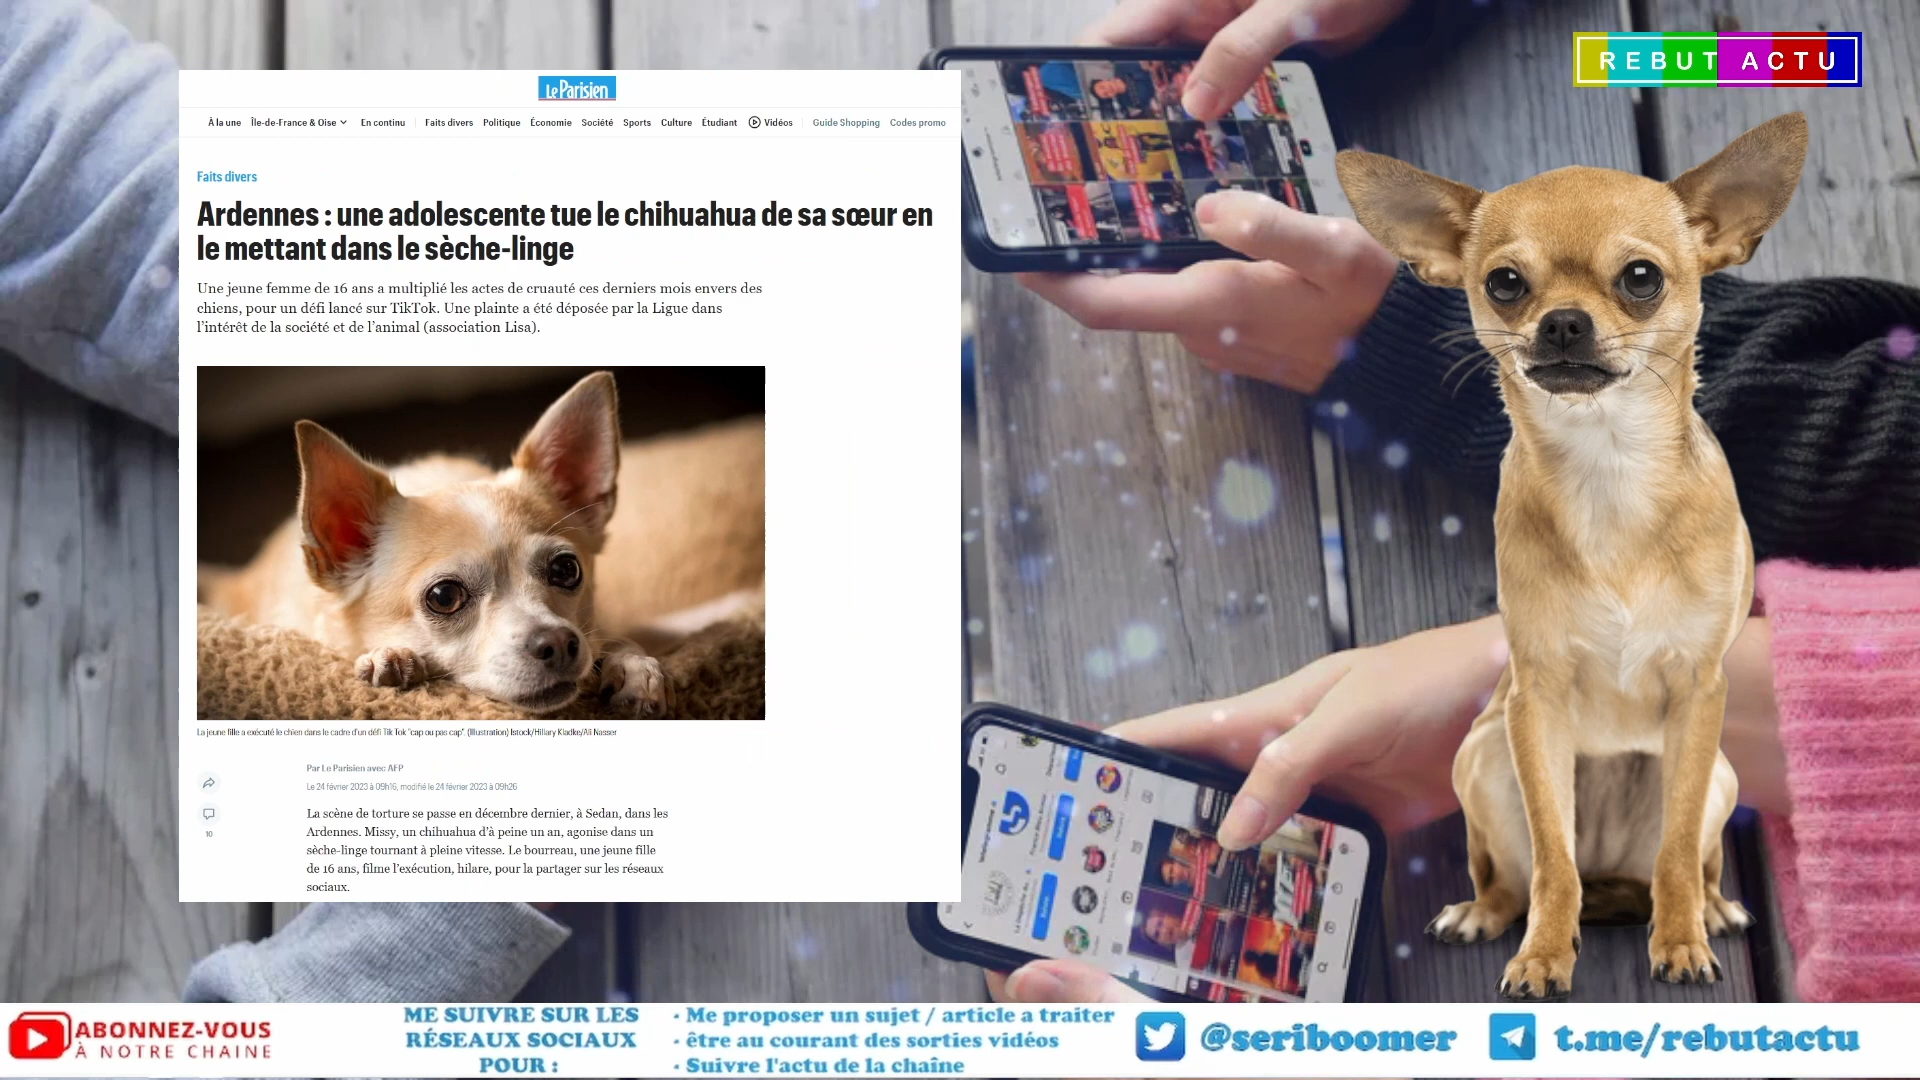 REBUT ACTU
Le Parisien
À la une Île-de-France & Oise En continu Faits divers Politique Économie Société Sports Culture Étudiant Vidéos Guide Shopping Codes promo
Faits divers
Ardennes : une adolescente tue le chihuahua de sa sœur en
le mettant dans le sèche-linge
Une jeune femme de 16 ans a multiplié les actes de cruauté ces derniers mois envers des
chiens, pour un défi lancé sur TikTok. Une plainte a été déposée par la Ligue dans
l'intérêt de la société et de l'animal (association Lisa).
La jeune fille a exécuté le chien dans le cadre d'un défi Tik Tok "cap ou pas cap". (Illustration) Istock/Hillary Kladke/Ali Nasser
Par Le Parisien avec AFP
Le 24 février 2023 à 09h16, modifié le 24 février 2023 à 09h26
10
La scène de torture se passe en décembre dernier, à Sedan, dans les
Ardennes. Missy, un chihuahua d'à peine un an, agonise dans un
sèche-linge tournant à pleine vitesse. Le bourreau, une jeune fille
de 16 ans, filme l'exécution, hilare, pour la partager sur les réseaux
sociaux.
ABONNEZ-VOUS
À NOTRE CHAINE
ME SUIVRE SUR LES
RÉSEAUX SOCIAUX
POUR :
- Me proposer un sujet / article a traiter
- être au courant des sorties vidéos
- Suivre l'actu de la chaîne
@seriboomer
t.me/rebutactu